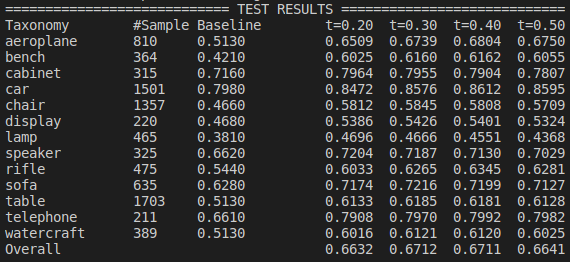 ============================ TEST RESULTS ============================
Taxonomy #Sample Baseline t=0.20 t=0.30 t=0.40 t=0.50
aeroplane 810 0.5130 0.6509 0.6739 0.6804 0.6750
bench 364 0.4210 0.6025 0.6160 0.6162 0.6055
cabinet 315 0.7160 0.7964 0.7955 0.7904 0.7807
car 1501 0.7980 0.8472 0.8576 0.8612 0.8595
chair 1357 0.4660 0.5812 0.5845 0.5808 0.5709
display 220 0.4680 0.5386 0.5426 0.5401 0.5324
lamp 465 0.3810 0.4696 0.4666 0.4551 0.4368
speaker 325 0.6620 0.7204 0.7187 0.7130 0.7029
rifle 475 0.5440 0.6033 0.6265 0.6345 0.6281
sofa 635 0.6280 0.7174 0.7216 0.7199 0.7127
table 1703 0.5130 0.6133 0.6185 0.6181 0.6128
telephone 211 0.6610 0.7908 0.7970 0.7992 0.7982
watercraft 389 0.5130 0.6016 0.6121 0.6120 0.6025
Overall 0.6632 0.6712 0.6711 0.6641